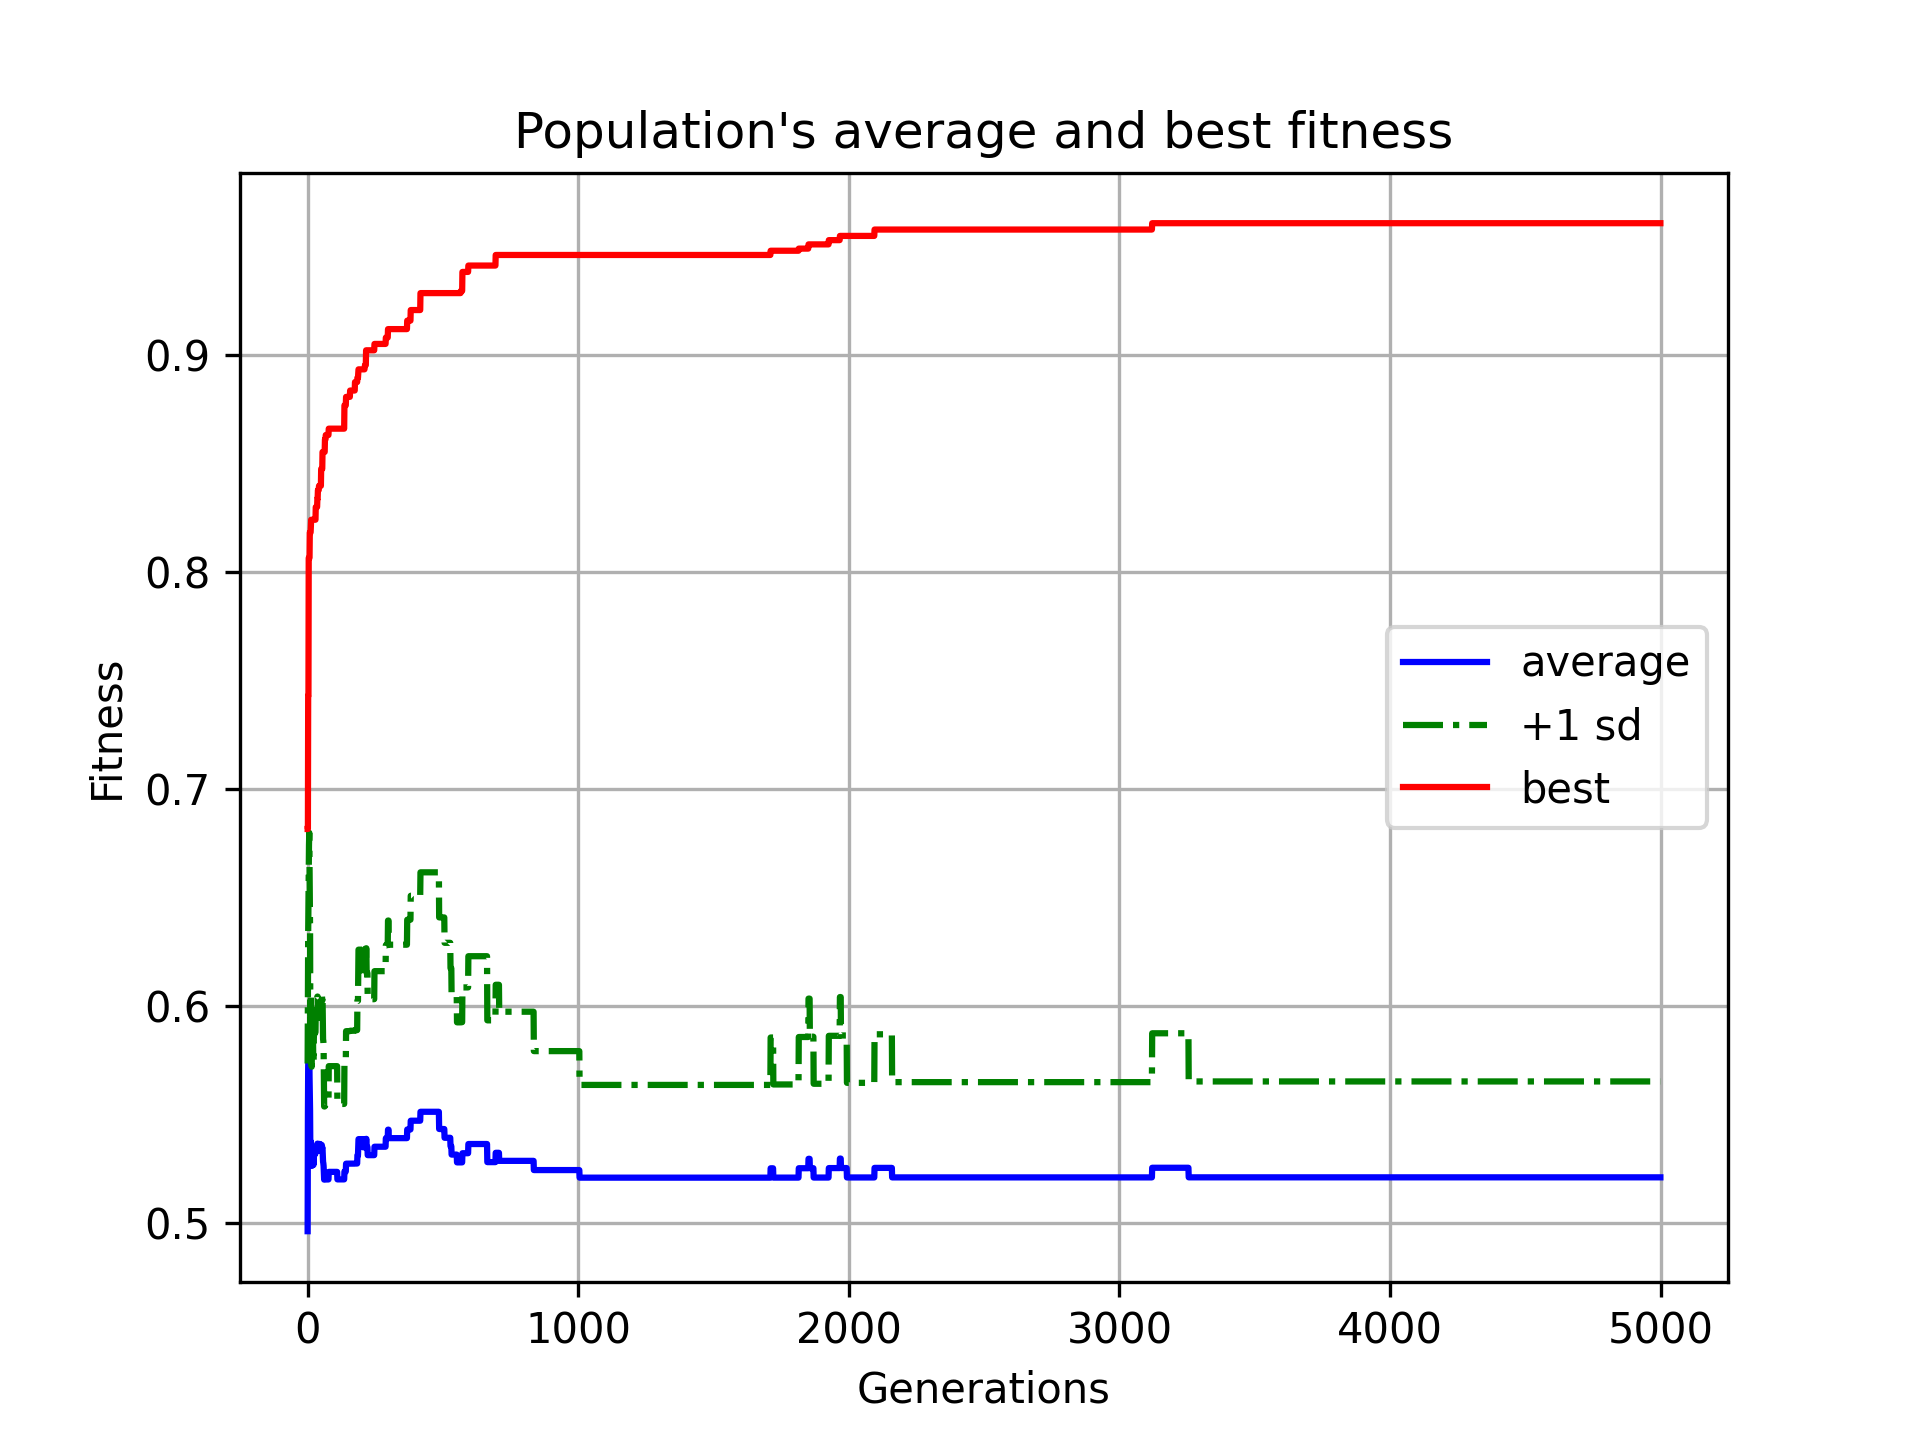 Population's average and best fitness
Fitness
0.9
0.8
0.7
0.6
0.5
average
+1 sd
best
0 1000 2000 3000 4000 5000
Generations